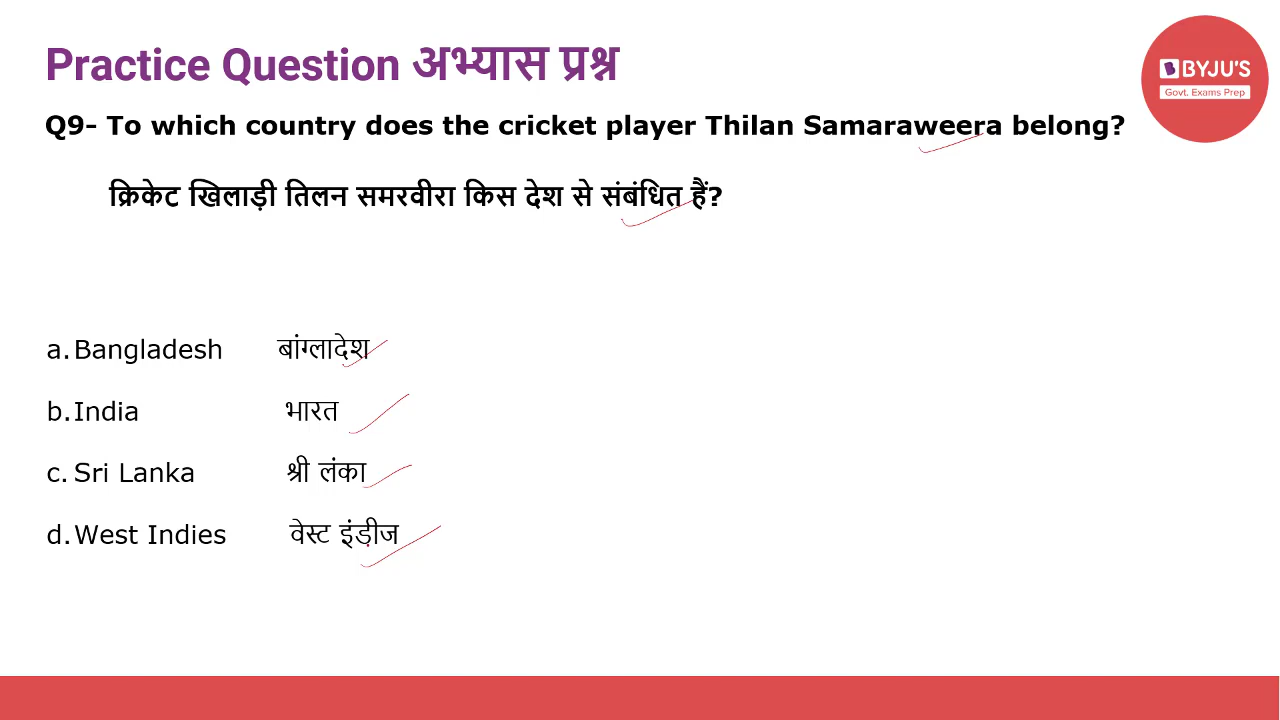 Practice Question अभ्यास प्रश्न
BYJU'S
Govt. Exams Prep
Q9- To which country does the cricket player Thilan Samaraweera belong?
क्रिकेट खिलाड़ी तिलन समरवीरा किस देश से संबंधित हैं?
a. Bangladesh बांग्लादेश
b. India भारत
c. Sri Lanka श्री लंका
d. West Indies वेस्ट इंड़ीज